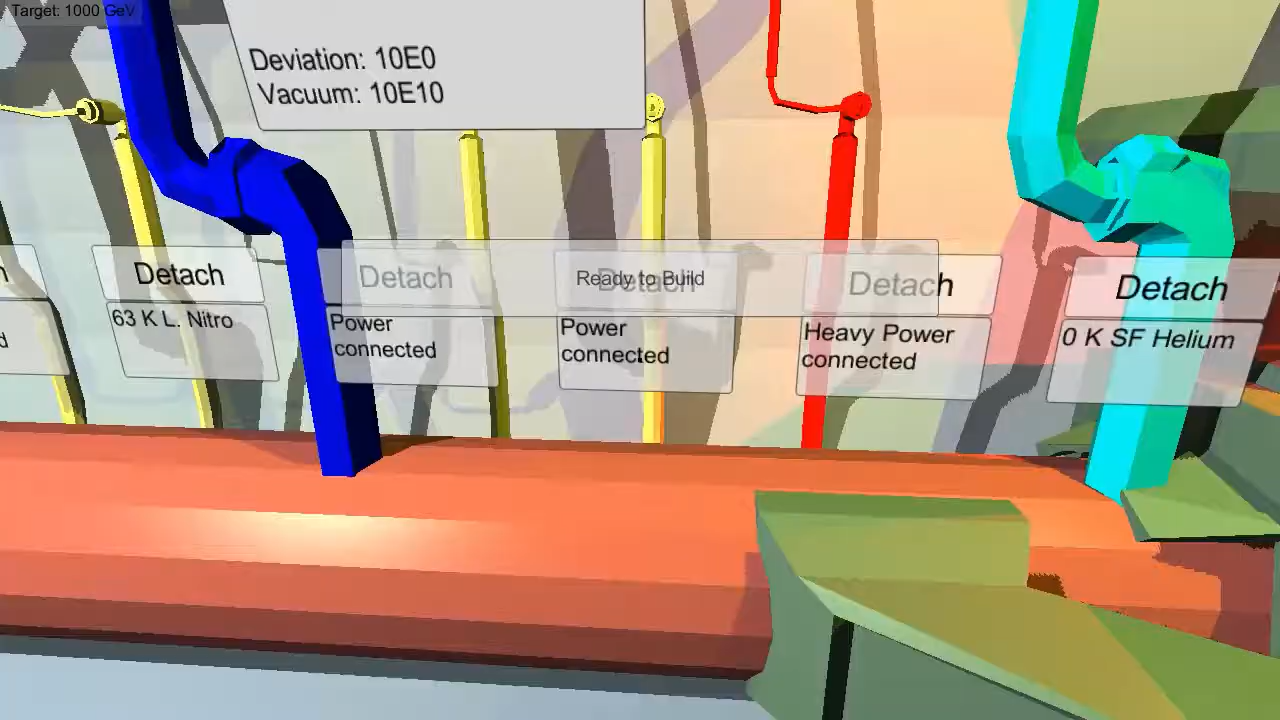 Target: 1000 GeV
Deviation: 10E0
Vacuum: 10E10
Detach
63 K L. Nitro
Detach
Power
connected
Ready to Build
Detach
Power
connected
Detach
Heavy Power
connected
Detach
0 K SF Helium